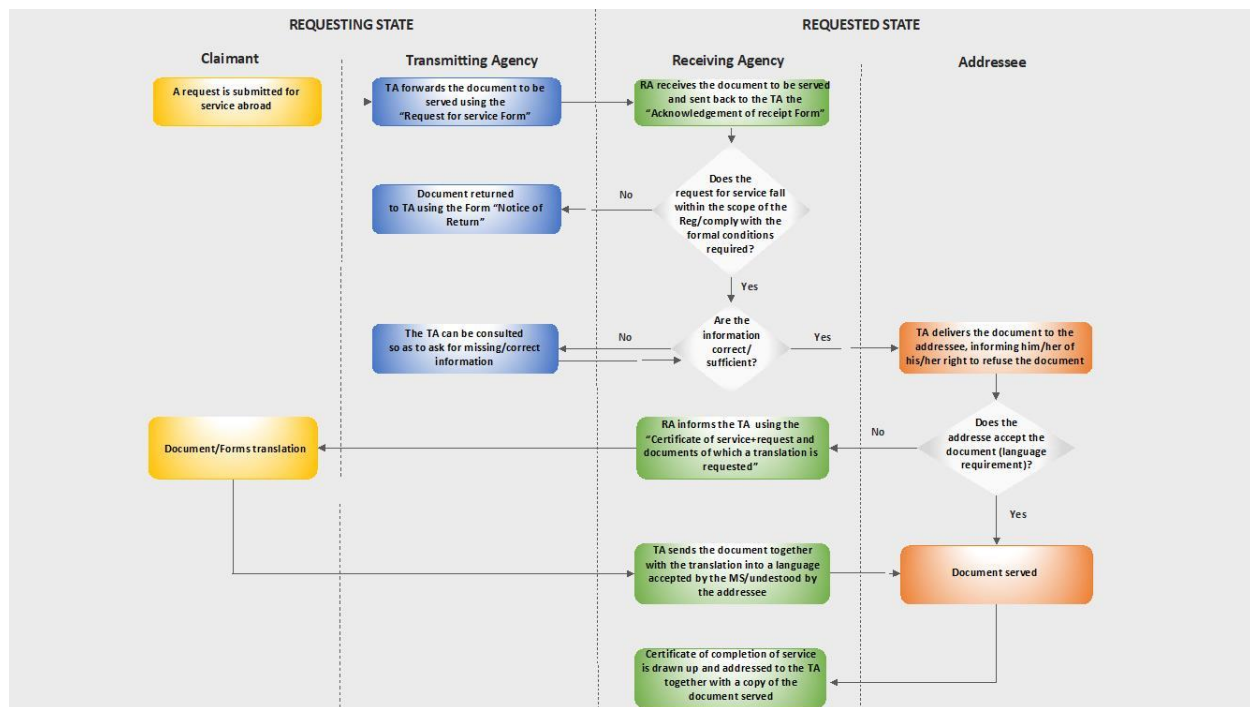 REQUESTING STATE
REQUESTED STATE
Claimant
Transmitting Agency
Receiving Agency
Addressee
A request is submitted for
service abroad
TA forwards the document to be
served using the
“Request for service Form”
RA receives the document to be served
and sent back to the TA the
“Acknowledgement of receipt Form”
Does the
request for service fall
within the scope of the
Reg/comply with the
formal conditions
required?
No
Document returned
to TA using the Form “Notice of
Return”
Yes
Are the
information
correct/
sufficient?
No
The TA can be consulted
so as to ask for missing/correct
information
Yes
TA delivers the document to the
addressee, informing him/her of
his/her right to refuse the document
Does the
addresse accept the
document (language
requirement)?
No
RA informs the TA using the
“Certificate of service+request and
documents of which a translation is
requested”
Document/Forms translation
Yes
TA sends the document together
with the translation into a language
accepted by the MS/undestood by
the addressee
Document served
Certificate of completion of service
is drawn up and addressed to the TA
together with a copy of the
document served